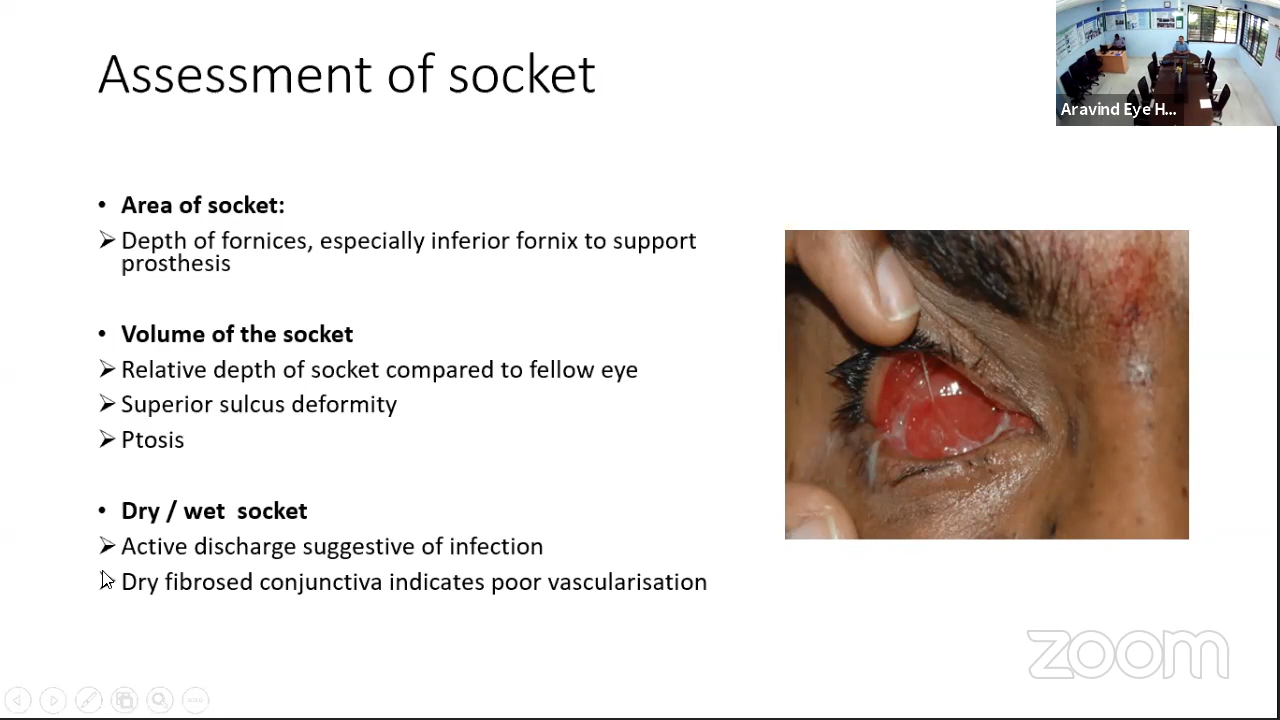 Assessment of socket
Aravind Eye H...
• Area of socket:
➢ Depth of fornices, especially inferior fornix to support
prosthesis
• Volume of the socket
➢ Relative depth of socket compared to fellow eye
➢ Superior sulcus deformity
➢ Ptosis
• Dry / wet socket
➢ Active discharge suggestive of infection
➢ Dry fibrosed conjunctiva indicates poor vascularisation
zoom